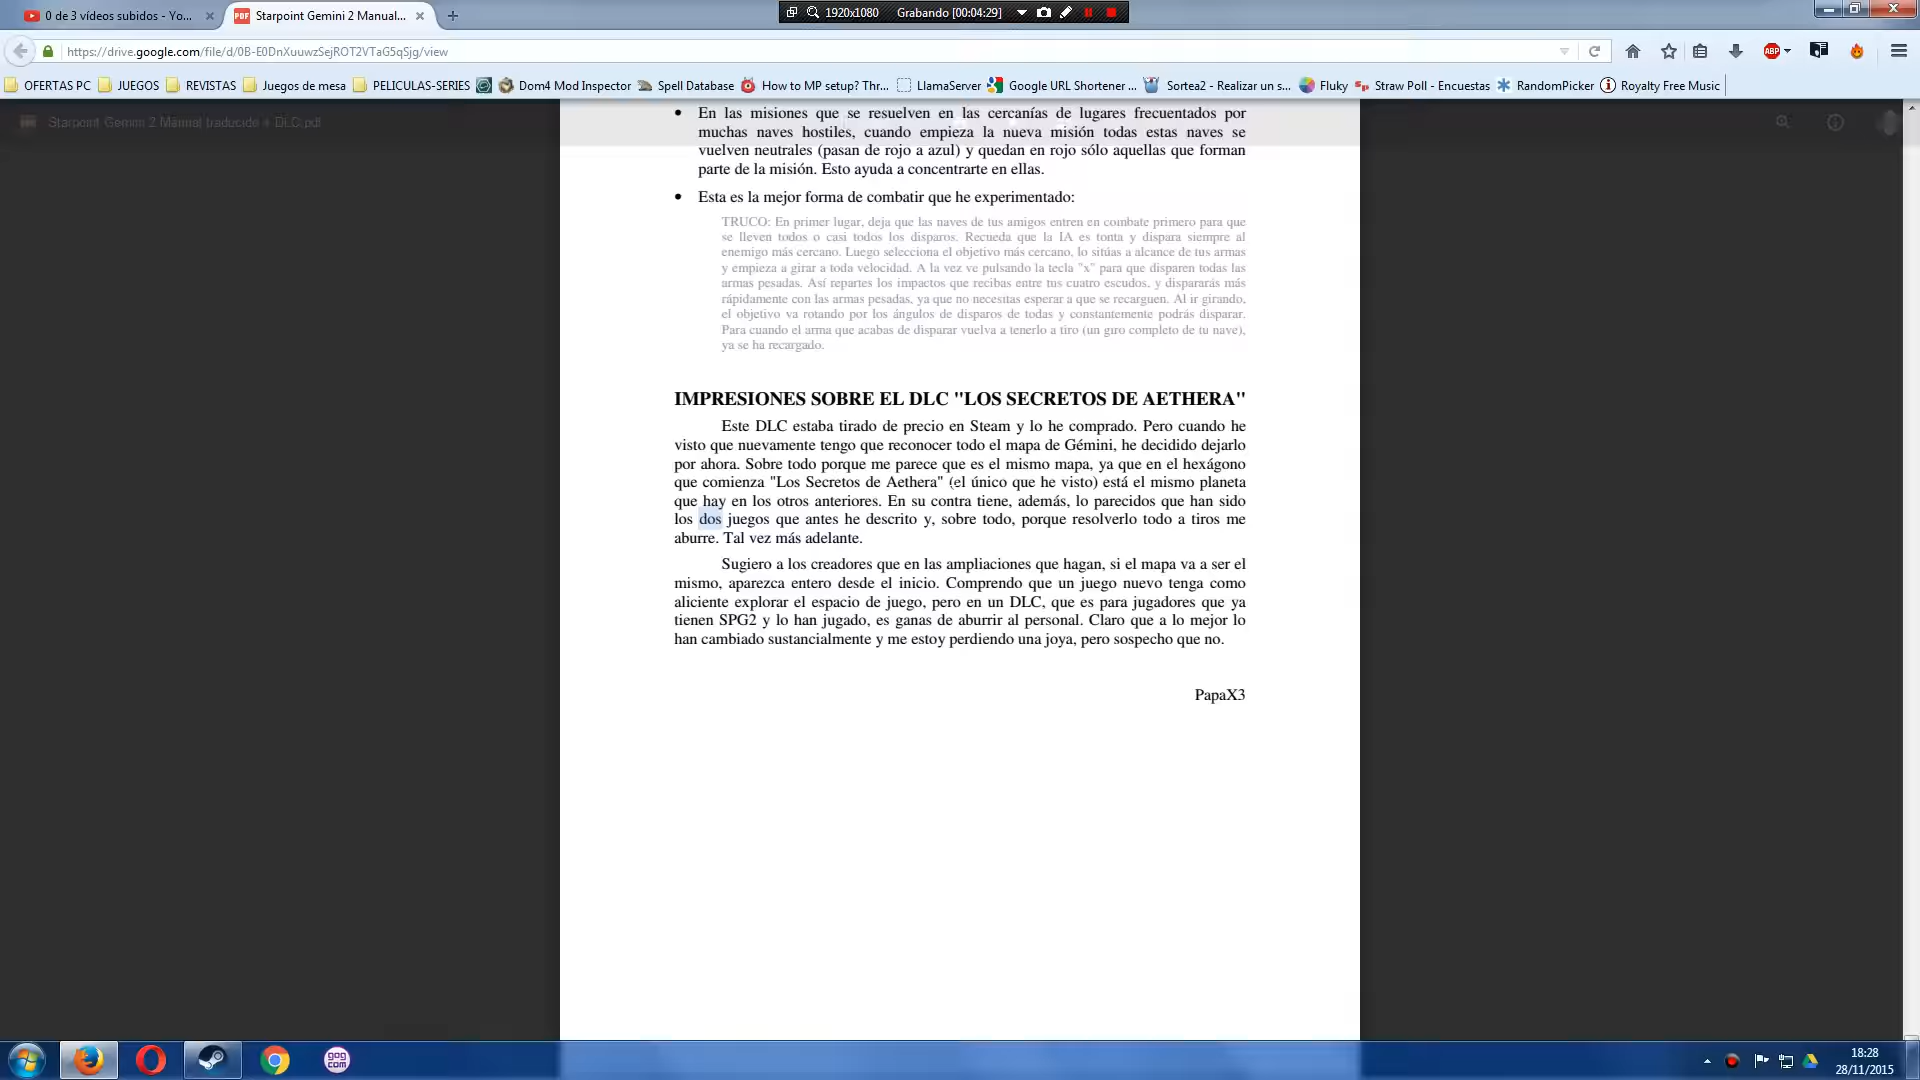 0 de 3 vídeos subidos - Yo...
Starpoint Gemini 2 Manual...
1920x1080
Grabando [00:04:29]
https://drive.google.com/file/d/0B-E0DnXuuwzSejROT2VTaG5qSjg/view
OFERTAS PC
JUEGOS
REVISTAS
Juegos de mesa
PELICULAS-SERIES
Dom4 Mod Inspector
Spell Database
How to MP setup? Thr...
LlamaServer
Google URL Shortener ...
Sortea2 - Realizar un s...
Fluky
Straw Poll - Encuestas
RandomPicker
Royalty Free Music
Starpoint Gemini 2 Manual traducido + DLC.pdf
• En las misiones que se resuelven en las cercanías de lugares frecuentados por
muchas naves hostiles, cuando empieza la nueva misión todas estas naves se
vuelven neutrales (pasan de rojo a azul) y quedan en rojo sólo aquellas que forman
parte de la misión. Esto ayuda a concentrarte en ellas.
• Esta es la mejor forma de combatir que he experimentado:
TRUCO: En primer lugar, deja que las naves de tus amigos entren en combate primero para que
se lleven todos o casi todos los disparos. Recueda que la IA es tonta y dispara siempre al
enemigo más cercano. Luego selecciona el objetivo más cercano, lo sitúas a alcance de tus armas
y empieza a girar a toda velocidad. A la vez ve pulsando la tecla "x" para que disparen todas las
armas pesadas. Así repartes los impactos que recibas entre tus cuatro escudos, y dispararás más
rápidamente con las armas pesadas, ya que no necesitas esperar a que se recarguen. Al ir girando,
el objetivo va rotando por los ángulos de disparos de todas y constantemente podrás disparar.
Para cuando el arma que acabas de disparar vuelva a tenerlo a tiro (un giro completo de tu nave),
ya se ha recargado.
IMPRESIONES SOBRE EL DLC "LOS SECRETOS DE AETHERA"
Este DLC estaba tirado de precio en Steam y lo he comprado. Pero cuando he
visto que nuevamente tengo que reconocer todo el mapa de Gémini, he decidido dejarlo
por ahora. Sobre todo porque me parece que es el mismo mapa, ya que en el hexágono
que comienza "Los Secretos de Aethera" (el único que he visto) está el mismo planeta
que hay en los otros anteriores. En su contra tiene, además, lo parecidos que han sido
los dos juegos que antes he descrito y, sobre todo, porque resolverlo todo a tiros me
aburre. Tal vez más adelante.
Sugiero a los creadores que en las ampliaciones que hagan, si el mapa va a ser el
mismo, aparezca entero desde el inicio. Comprendo que un juego nuevo tenga como
aliciente explorar el espacio de juego, pero en un DLC, que es para jugadores que ya
tienen SPG2 y lo han jugado, es ganas de aburrir al personal. Claro que a lo mejor lo
han cambiado sustancialmente y me estoy perdiendo una joya, pero sospecho que no.
PapaX3
18:28
28/11/2015